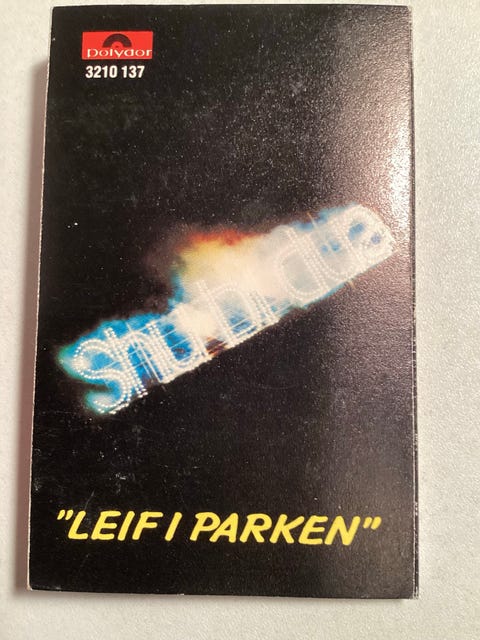 polydor
3210 137
Shu-bi-dua
"LEIF I PARKEN"